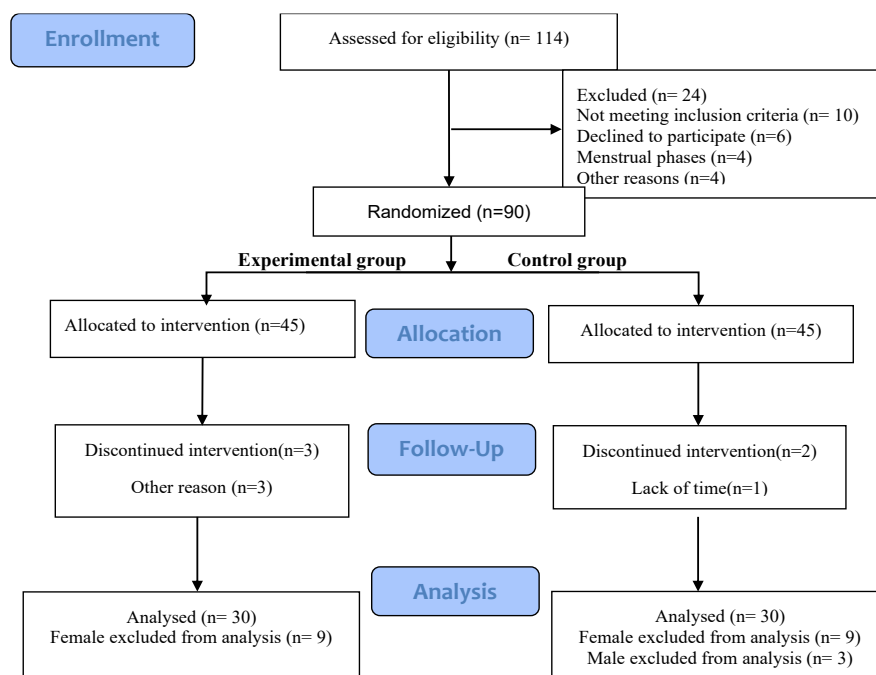 Enrollment
Assessed for eligibility (n= 114)
Excluded (n= 24)
Not meeting inclusion criteria (n= 10)
Declined to participate (n=6)
Menstrual phases (n=4)
Other reasons (n=4)
Randomized (n=90)
Experimental group
Control group
Allocated to intervention (n=45)
Allocation
Allocated to intervention (n=45)
Discontinued intervention(n=3)
Other reason (n=3)
Follow-Up
Discontinued intervention(n=2)
Lack of time(n=1)
Analysis
Analysed (n= 30)
Female excluded from analysis (n= 9)
Analysed (n= 30)
Female excluded from analysis (n= 9)
Male excluded from analysis (n= 3)